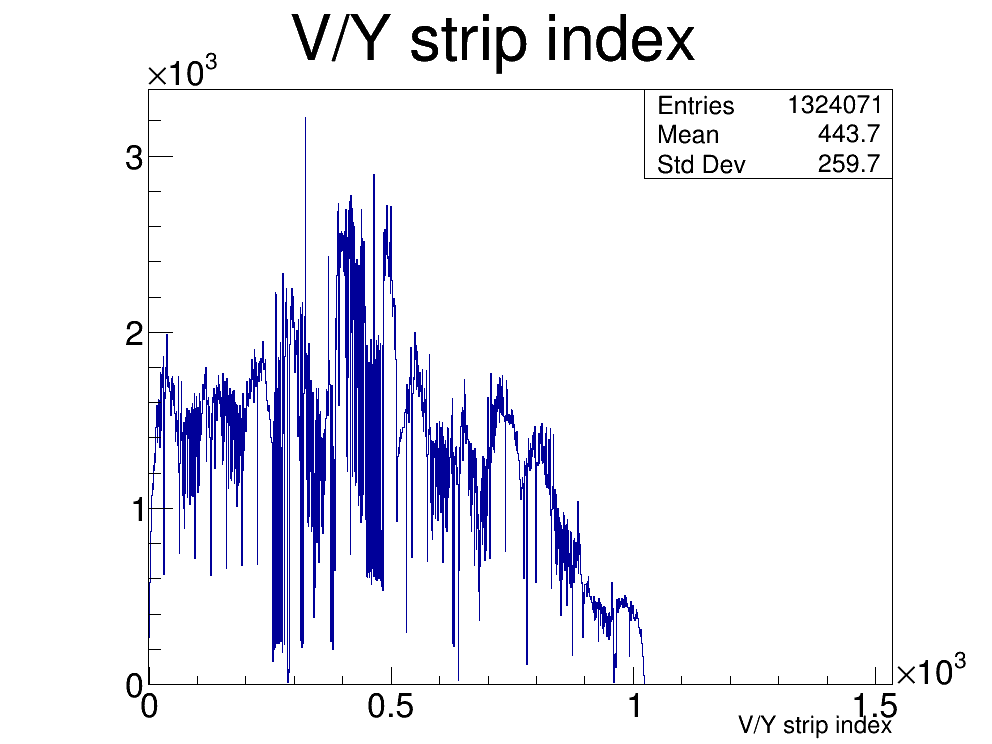 V/Y strip index
×10³
Entries 1324071
Mean 443.7
Std Dev 259.7
3
2
1
0
0 0.5 1 1.5
×10³
V/Y strip index